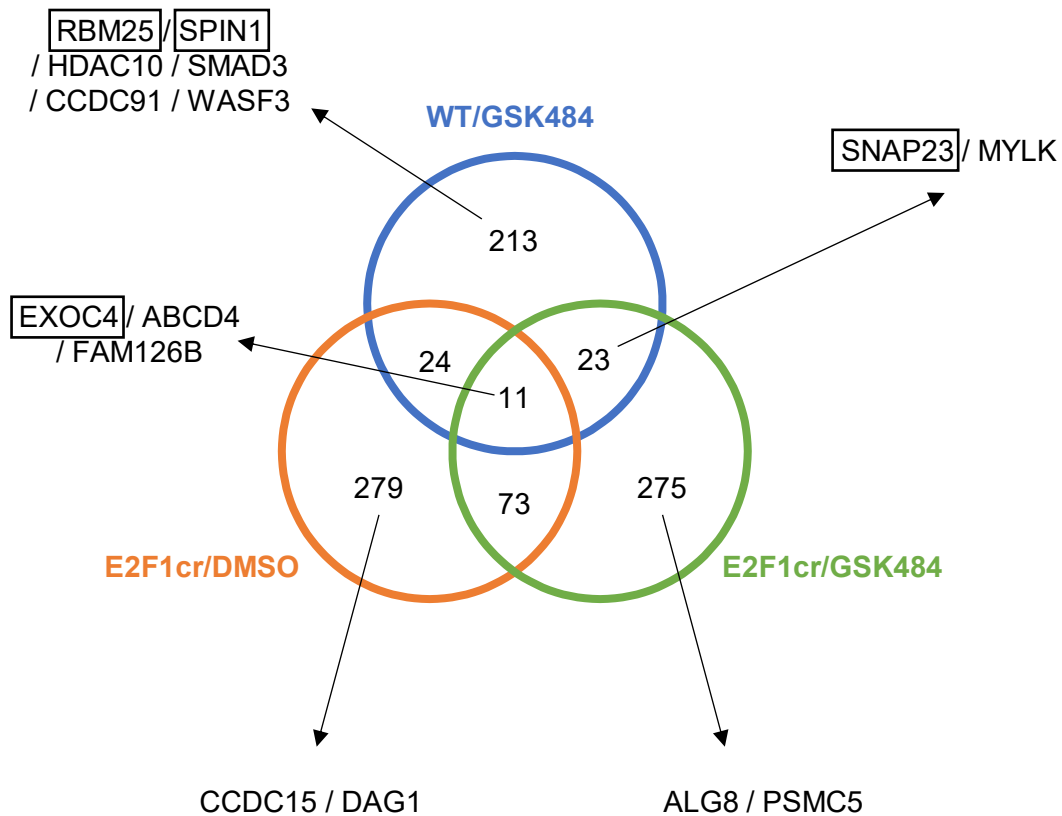 RBM25 / SPIN1
/ HDAC10 / SMAD3
/ CCDC91 / WASF3
WT/GSK484
SNAP23 / MYLK
213
EXOC4 / ABCD4
/ FAM126B
24
23
11
279
73
275
E2F1cr/DMSO
E2F1cr/GSK484
CCDC15 / DAG1
ALG8 / PSMC5